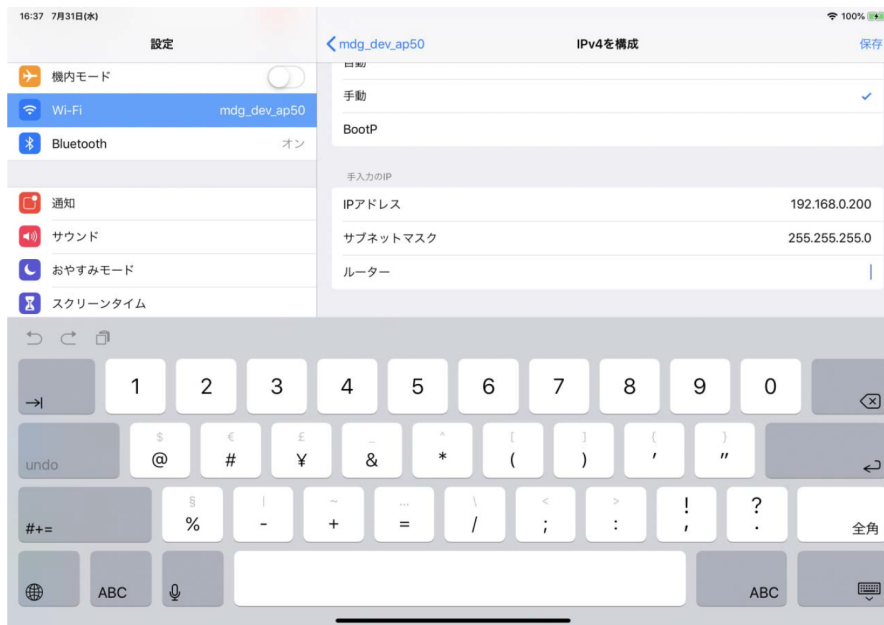 16:37 7月31日(水)
100%
設定
mdg_dev_ap50
IPv4を構成
保存
機内モード
Wi-Fi mdg_dev_ap50
Bluetooth オン
通知
サウンド
おやすみモード
スクリーンタイム
自動
手動
BootP
手入力のIP
IPアドレス 192.168.0.200
サブネットマスク 255.255.255.0
ルーター
1 2 3 4 5 6 7 8 9 0
$ € £ _ ^ [ ] { }
undo @ # ¥ & * ( ) ' "
§ | ~ … \ < > ! ?
#+= % - + = / ; : , . 全角
ABC ABC